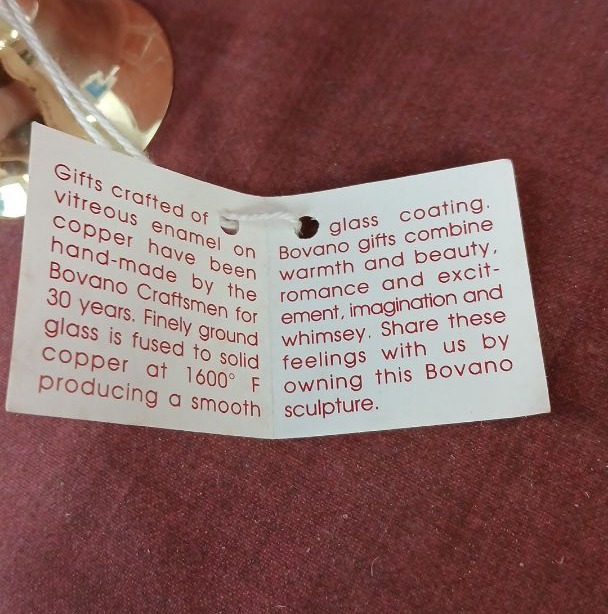 Gifts crafted of
vitreous enamel on
copper have been
hand-made by the
Bovano Craftsmen for
30 years. Finely ground
glass is fused to solid
copper at 1600° F
producing a smooth
glass coating.
Bovano gifts combine
warmth and beauty,
romance and excit-
ement, imagination and
whimsey. Share these
feelings with us by
owning this Bovano
sculpture.